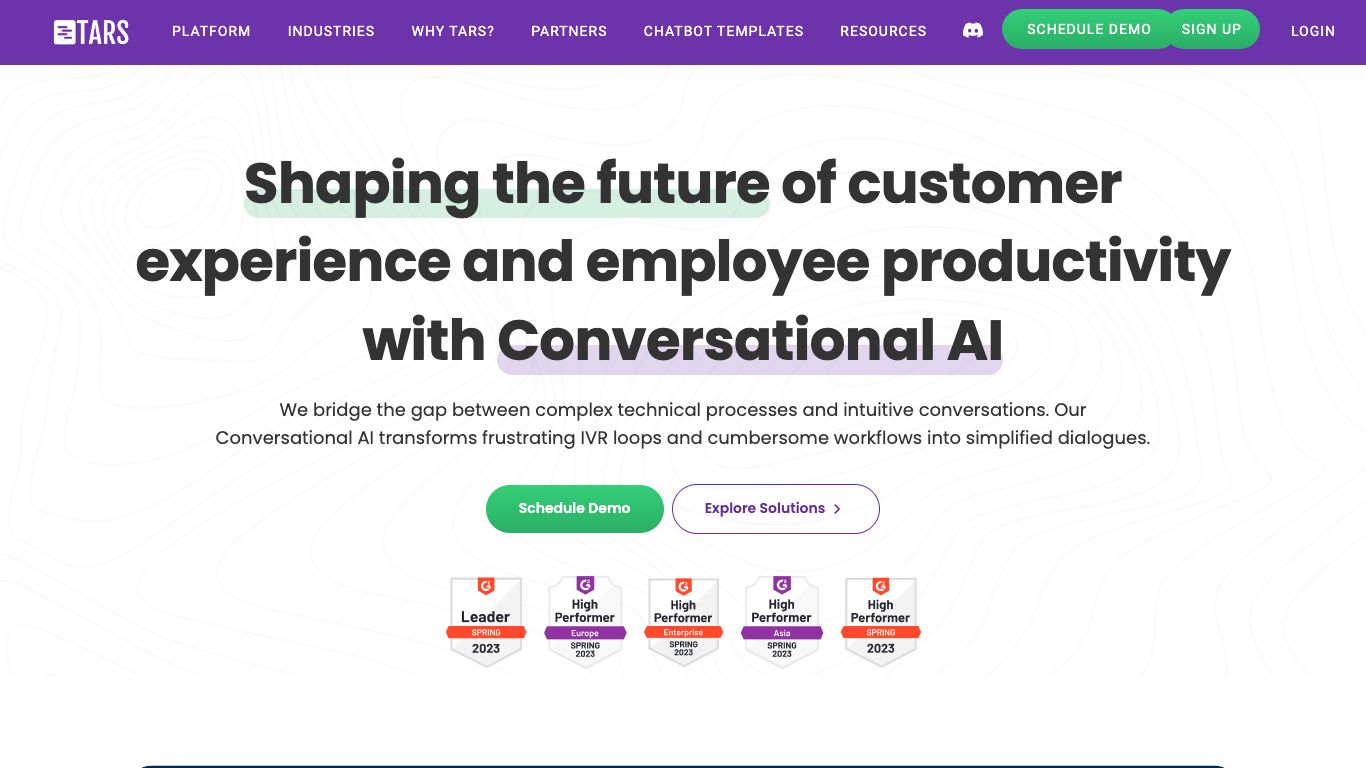 TARS
PLATFORM
INDUSTRIES
WHY TARS?
PARTNERS
CHATBOT TEMPLATES
RESOURCES
SCHEDULE DEMO
SIGN UP
LOGIN
Shaping the future of customer
experience and employee productivity
with Conversational AI
We bridge the gap between complex technical processes and intuitive conversations. Our
Conversational AI transforms frustrating IVR loops and cumbersome workflows into simplified dialogues.
Schedule Demo
Explore Solutions
Leader
SPRING
2023
High
Performer
Europe
SPRING
2023
High
Performer
Enterprise
SPRING
2023
High
Performer
Asia
SPRING
2023
High
Performer
SPRING
2023